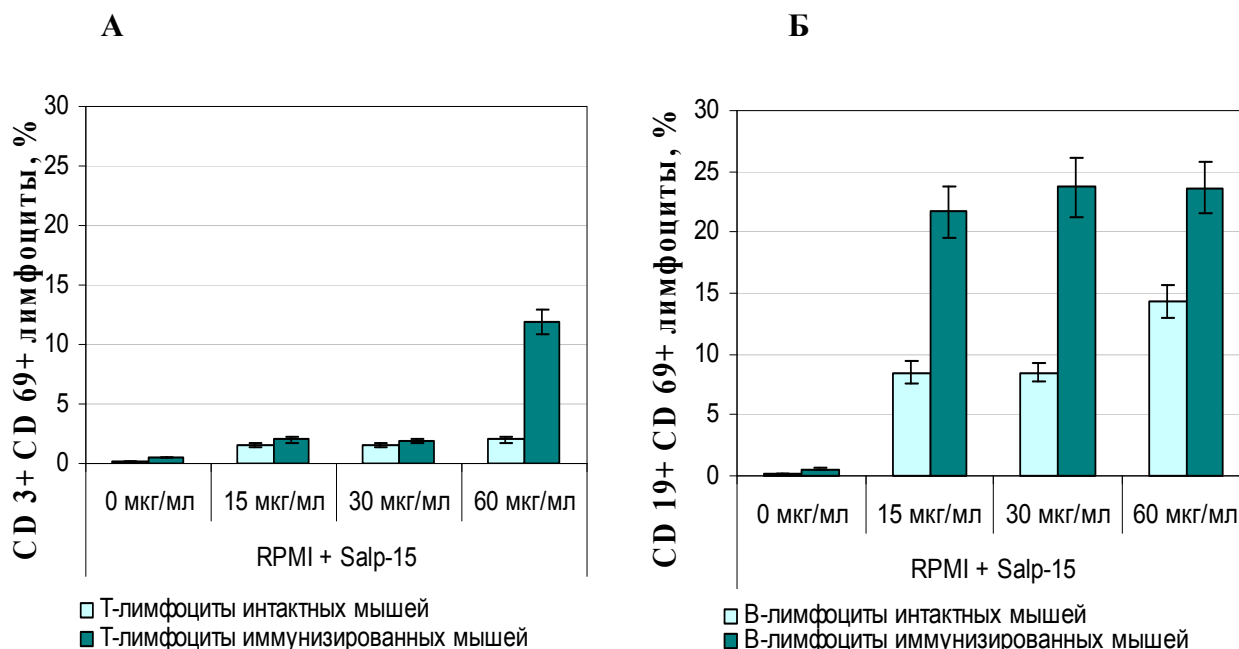 А
CD 3+ CD 69+ лимфоциты, %
30
25
20
15
10
5
0
0 мкг/мл 15 мкг/мл 30 мкг/мл 60 мкг/мл
RPMI + Salp-15
Т-лимфоциты интактных мышей
Т-лимфоциты иммунизированных мышей
Б
CD 19+ CD 69+ лимфоциты, %
30
25
20
15
10
5
0
0 мкг/мл 15 мкг/мл 30 мкг/мл 60 мкг/мл
RPMI + Salp-15
В-лимфоциты интактных мышей
В-лимфоциты иммунизированных мышей